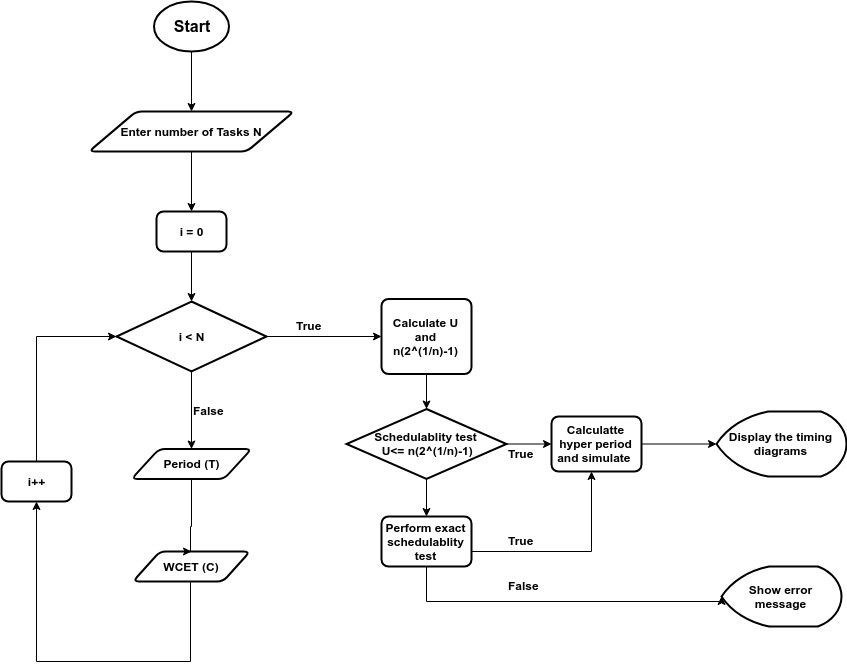 Start
Enter number of Tasks N
i = 0
i < N
True
Calculate U
and
n(2^(1/n)-1)
False
Schedulablity test
U<= n(2^(1/n)-1)
True
Calculatte
hyper period
and simulate
Display the timing
diagrams
Period (T)
i++
Perform exact
schedulablity
test
True
WCET (C)
False
Show error
message